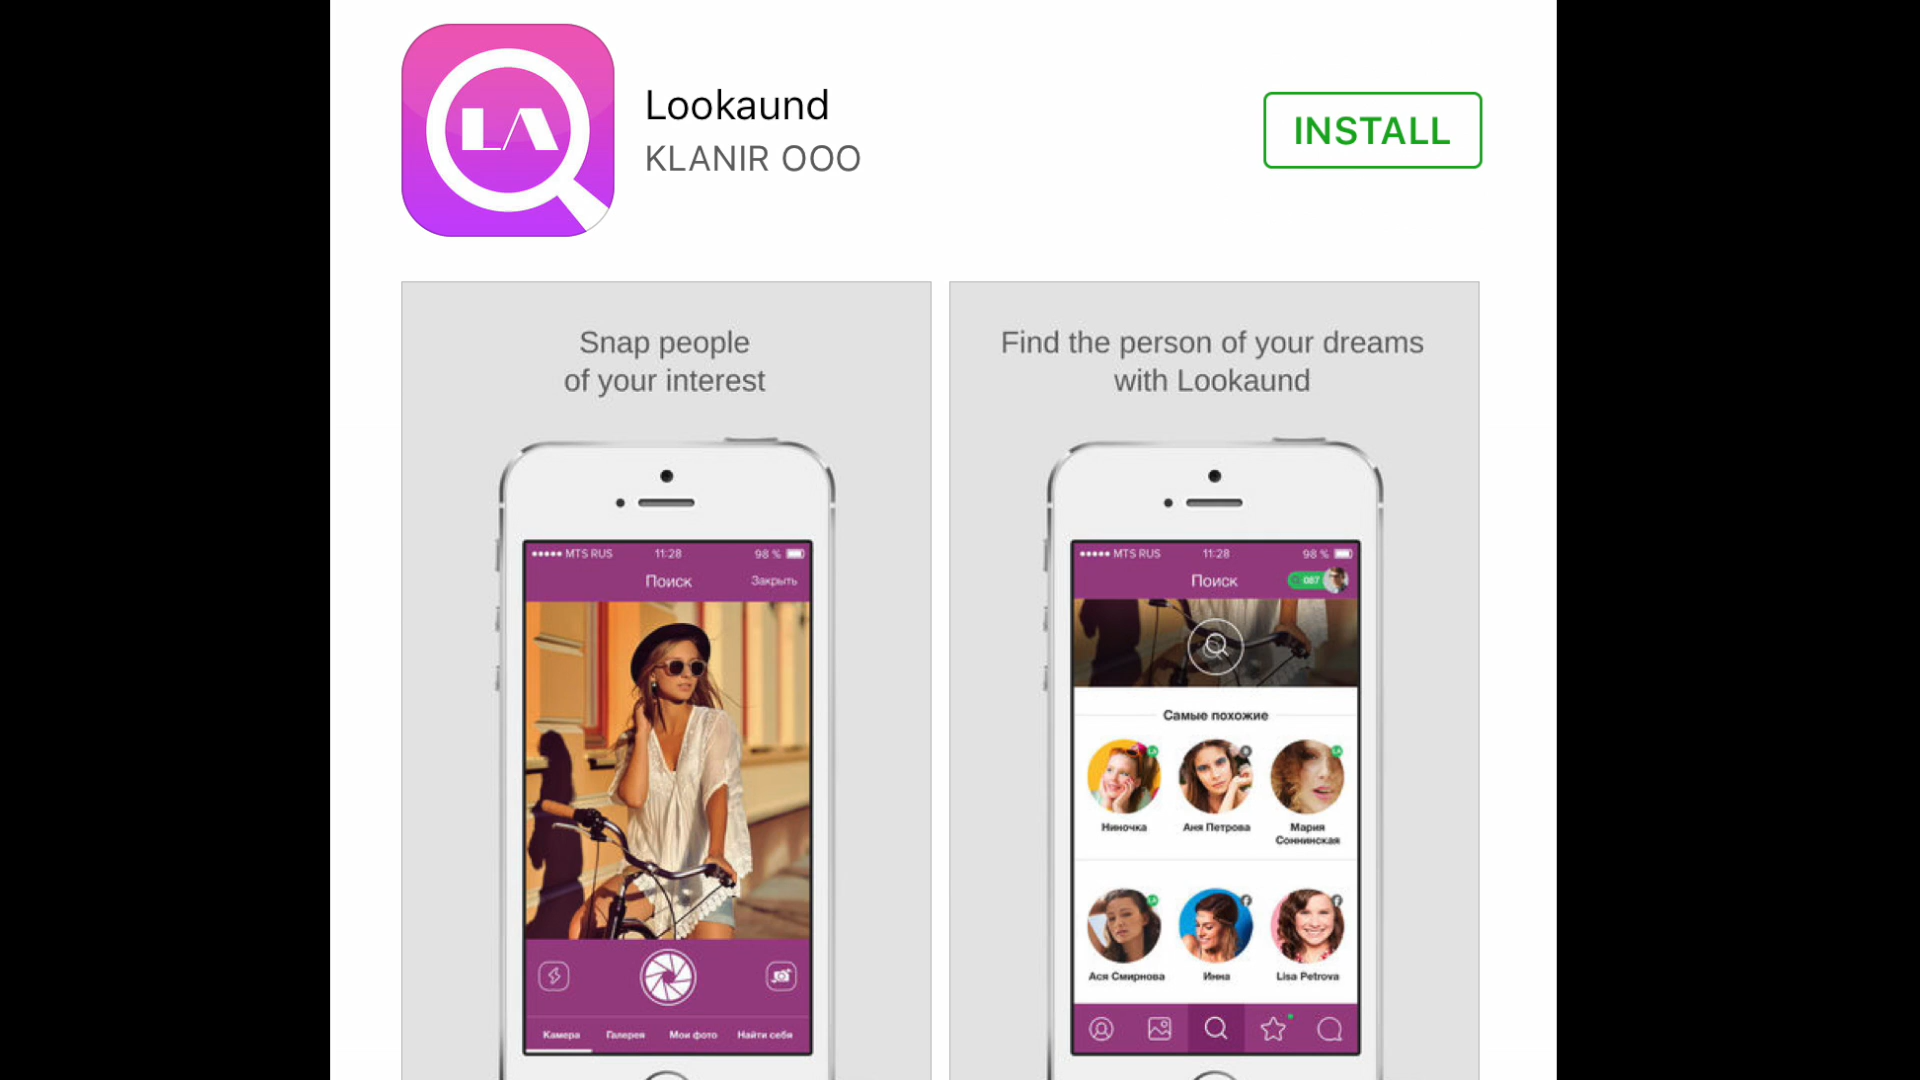 LA
Lookaund
KLANIR OOO
INSTALL
Snap people
of your interest
MTS RUS 11:28 98 %
Поиск Закрыть
Камера Галерея Мои фото Найти себя
Find the person of your dreams
with Lookaund
MTS RUS 11:28 98 %
Поиск 087
Самые похожие
Ниночка Аня Петрова Мария
Соннинская
Ася Смирнова Инна Lisa Petrova